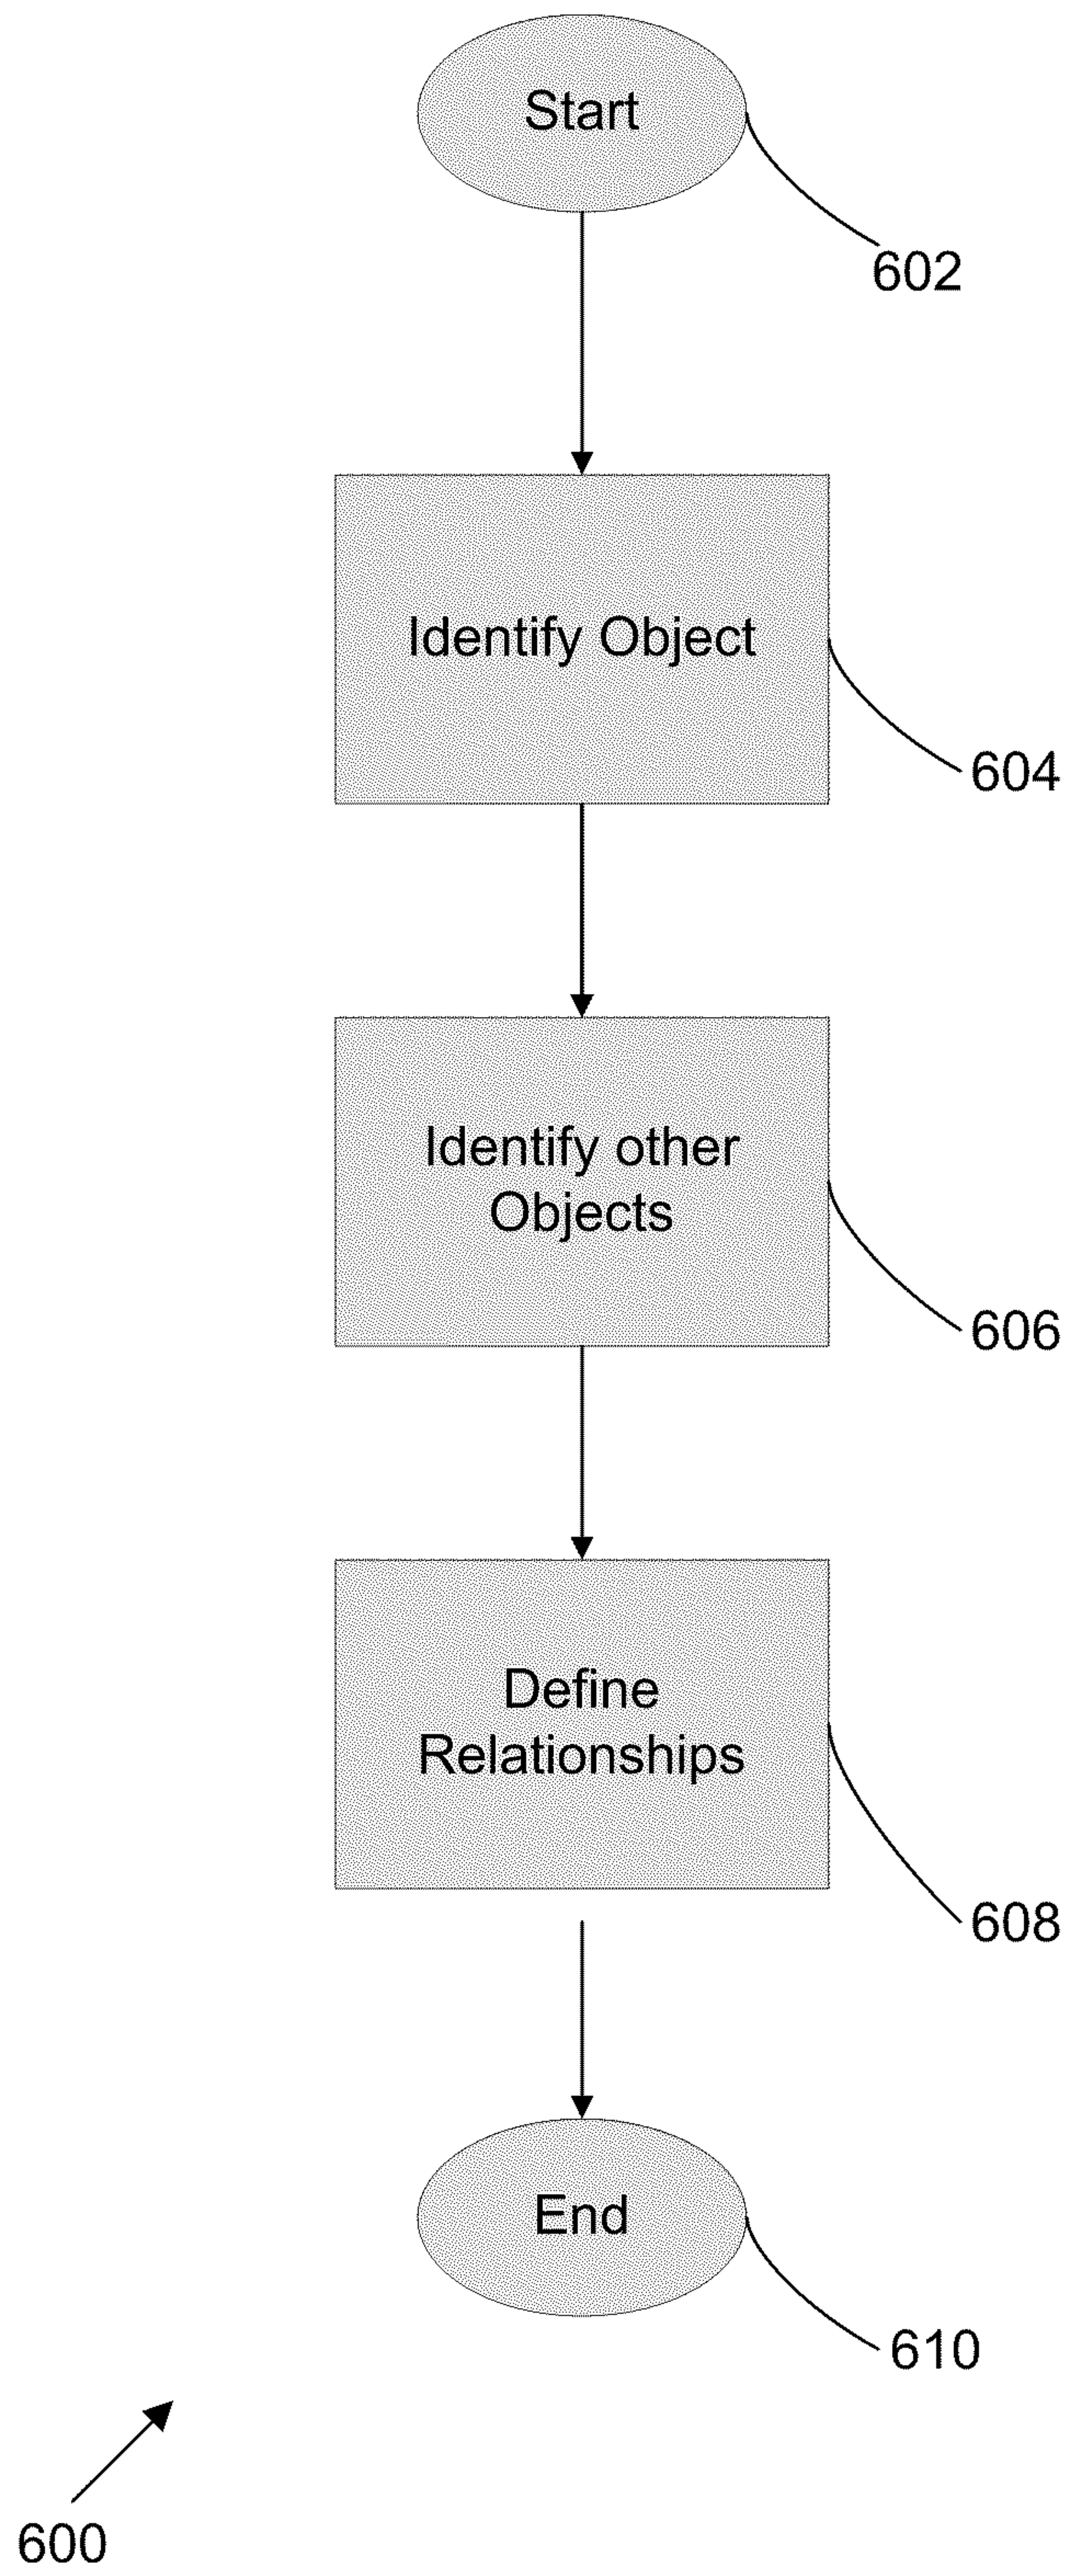 Start
602
Identify Object
604
Identify other
Objects
606
Define
Relationships
608
End
610
600